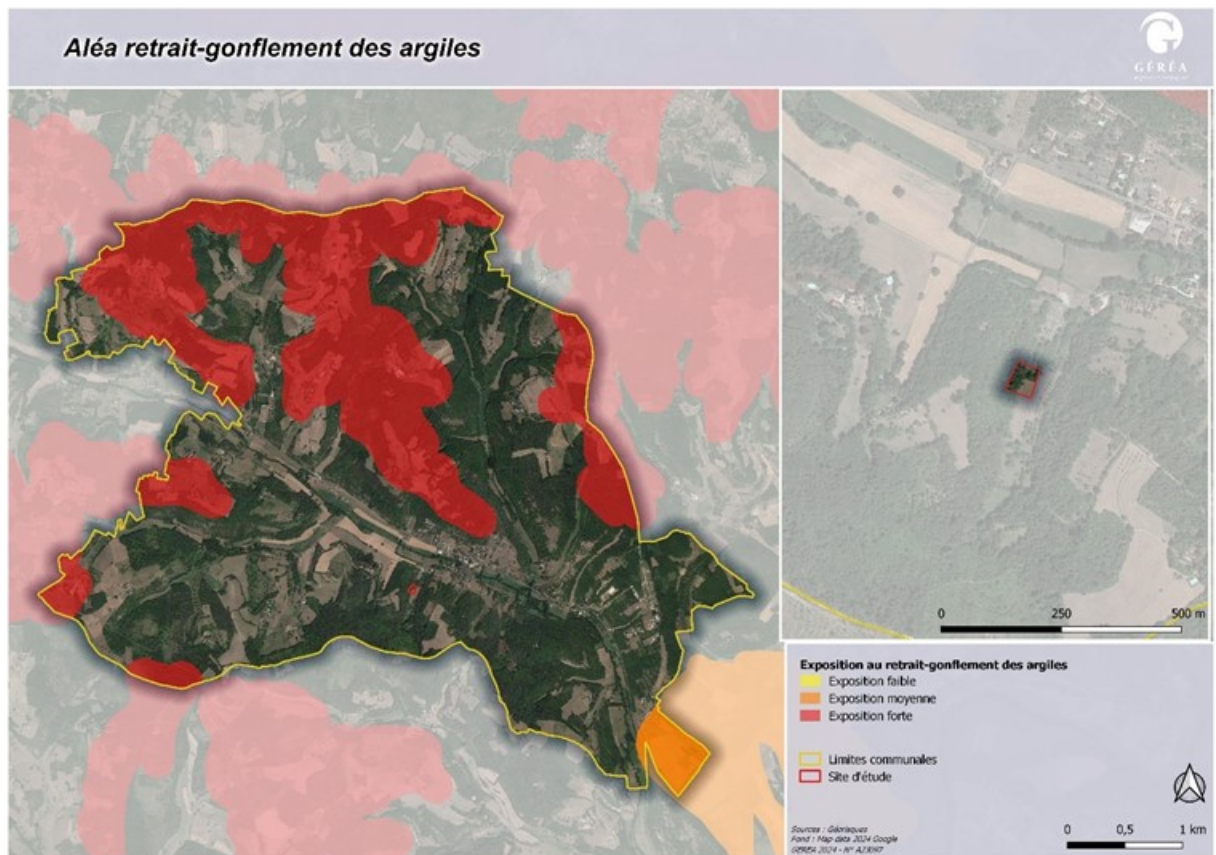 Aléa retrait-gonflement des argiles
GÉRÉA
0 250 500 m
Exposition au retrait-gonflement des argiles
Exposition faible
Exposition moyenne
Exposition forte
Limites communales
Site d'étude
Sources : Géorisques
Fond : Map data 2024 Google
GEREA 2024 - N° A23097
0 0,5 1 km